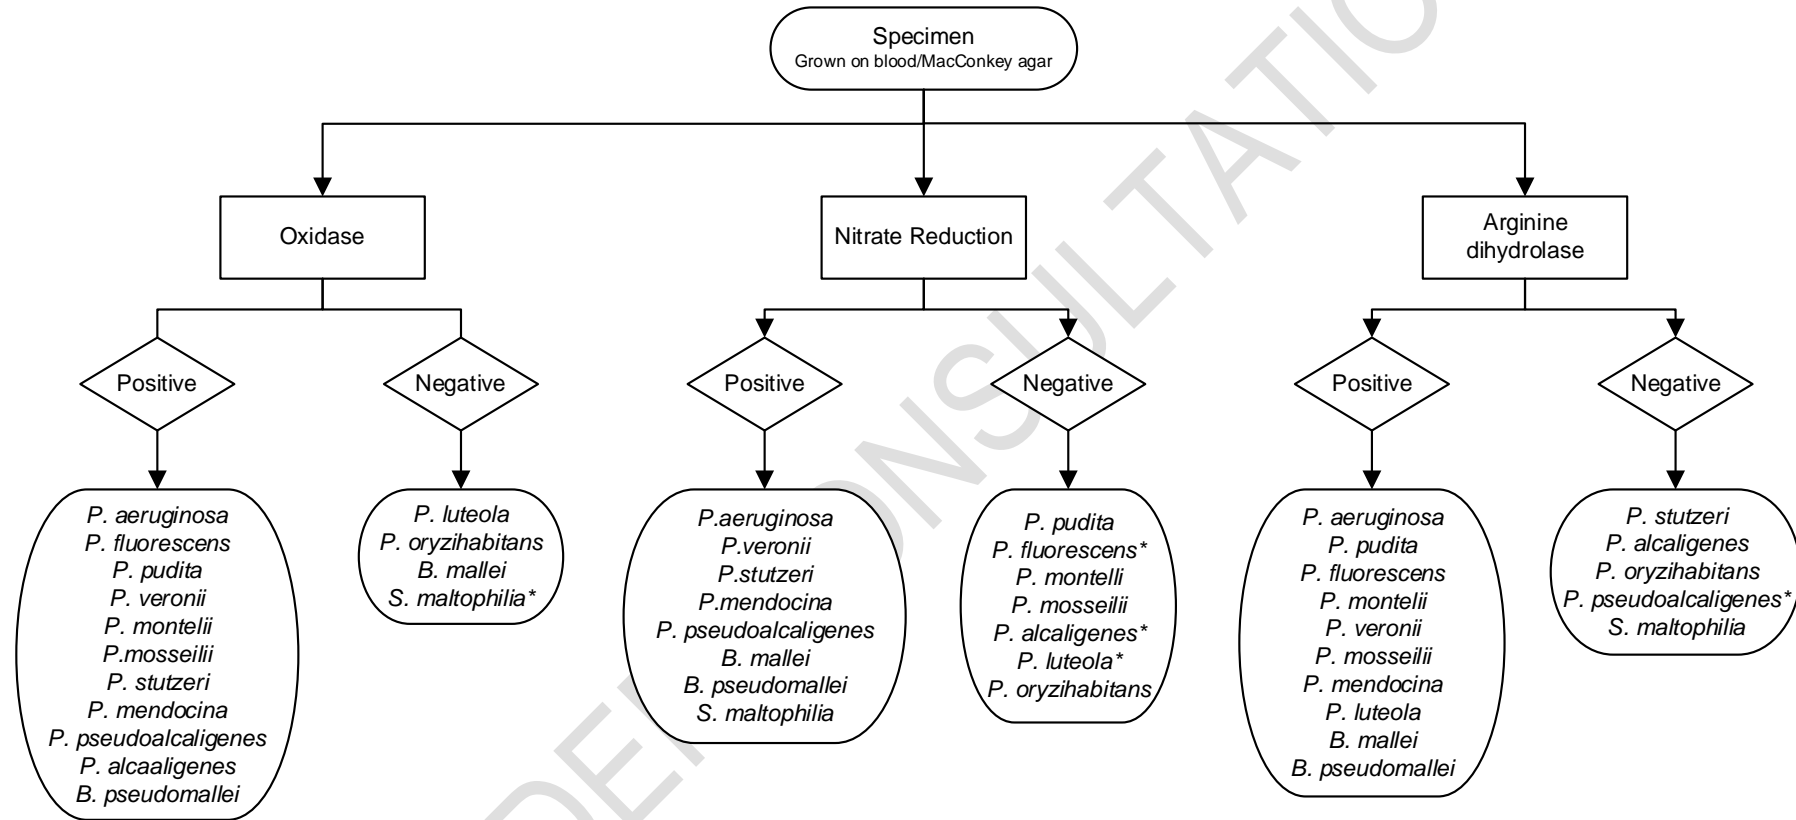 Specimen
Grown on blood/MacConkey agar
Oxidase
Nitrate Reduction
Arginine
dihydrolase
Positive
Negative
Positive
Negative
Positive
Negative
P. aeruginosa
P. fluorescens
P. pudita
P. veronii
P. montelii
P.mosseilii
P. stutzeri
P. mendocina
P. pseudoalcaligenes
P. alcaaligenes
B. pseudomallei
P. luteola
P. oryzihabitans
B. mallei
S. maltophilia*
P.aeruginosa
P.veronii
P.stutzeri
P.mendocina
P. pseudoalcaligenes
B. mallei
B. pseudomallei
S. maltophilia
P. pudita
P. fluorescens*
P. montelli
P. mosseilii
P. alcaligenes*
P. luteola*
P. oryzihabitans
P. aeruginosa
P. pudita
P. fluorescens
P. montelii
P. veronii
P. mosseilii
P. mendocina
P. luteola
B. mallei
B. pseudomallei
P. stutzeri
P. alcaligenes
P. oryzihabitans
P. pseudoalcaligenes*
S. maltophilia